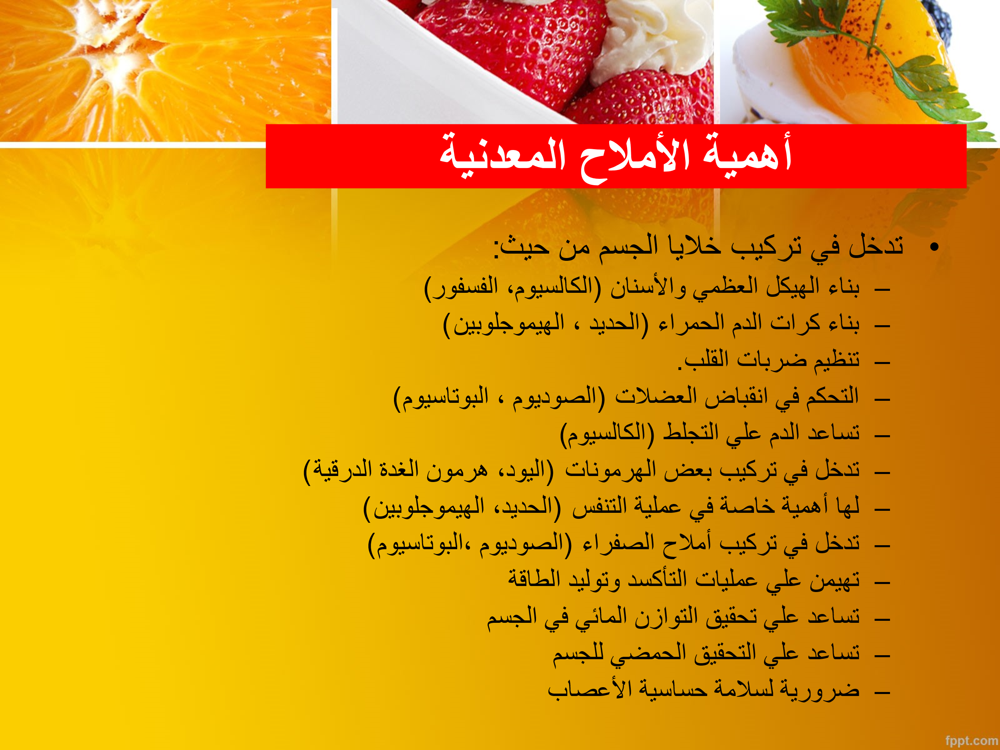 أهمية الأملاح المعدنية
• تدخل في تركيب خلايا الجسم من حيث:
– بناء الهيكل العظمي والأسنان (الكالسيوم، الفسفور)
– بناء كرات الدم الحمراء (الحديد ، الهيموجلوبين)
– تنظيم ضربات القلب.
– التحكم في انقباض العضلات (الصوديوم ، البوتاسيوم)
– تساعد الدم علي التجلط (الكالسيوم)
– تدخل في تركيب بعض الهرمونات (اليود، هرمون الغدة الدرقية)
– لها أهمية خاصة في عملية التنفس (الحديد، الهيموجلوبين)
– تدخل في تركيب أملاح الصفراء (الصوديوم ،البوتاسيوم)
– تهيمن علي عمليات التأكسد وتوليد الطاقة
– تساعد علي تحقيق التوازن المائي في الجسم
– تساعد علي التحقيق الحمضي للجسم
– ضرورية لسلامة حساسية الأعصاب
fppt.com